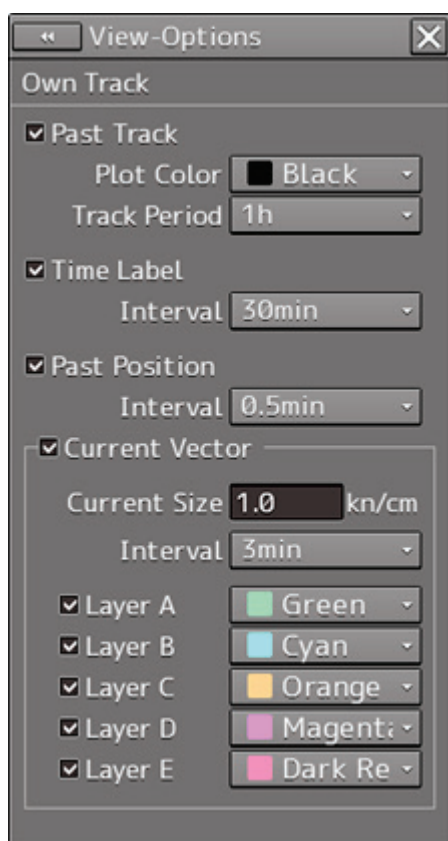 View-Options
Own Track
Past Track
Plot Color Black
Track Period 1h
Time Label
Interval 30min
Past Position
Interval 0.5min
Current Vector
Current Size 1.0 kn/cm
Interval 3min
Layer A Green
Layer B Cyan
Layer C Orange
Layer D Magenta
Layer E Dark Re